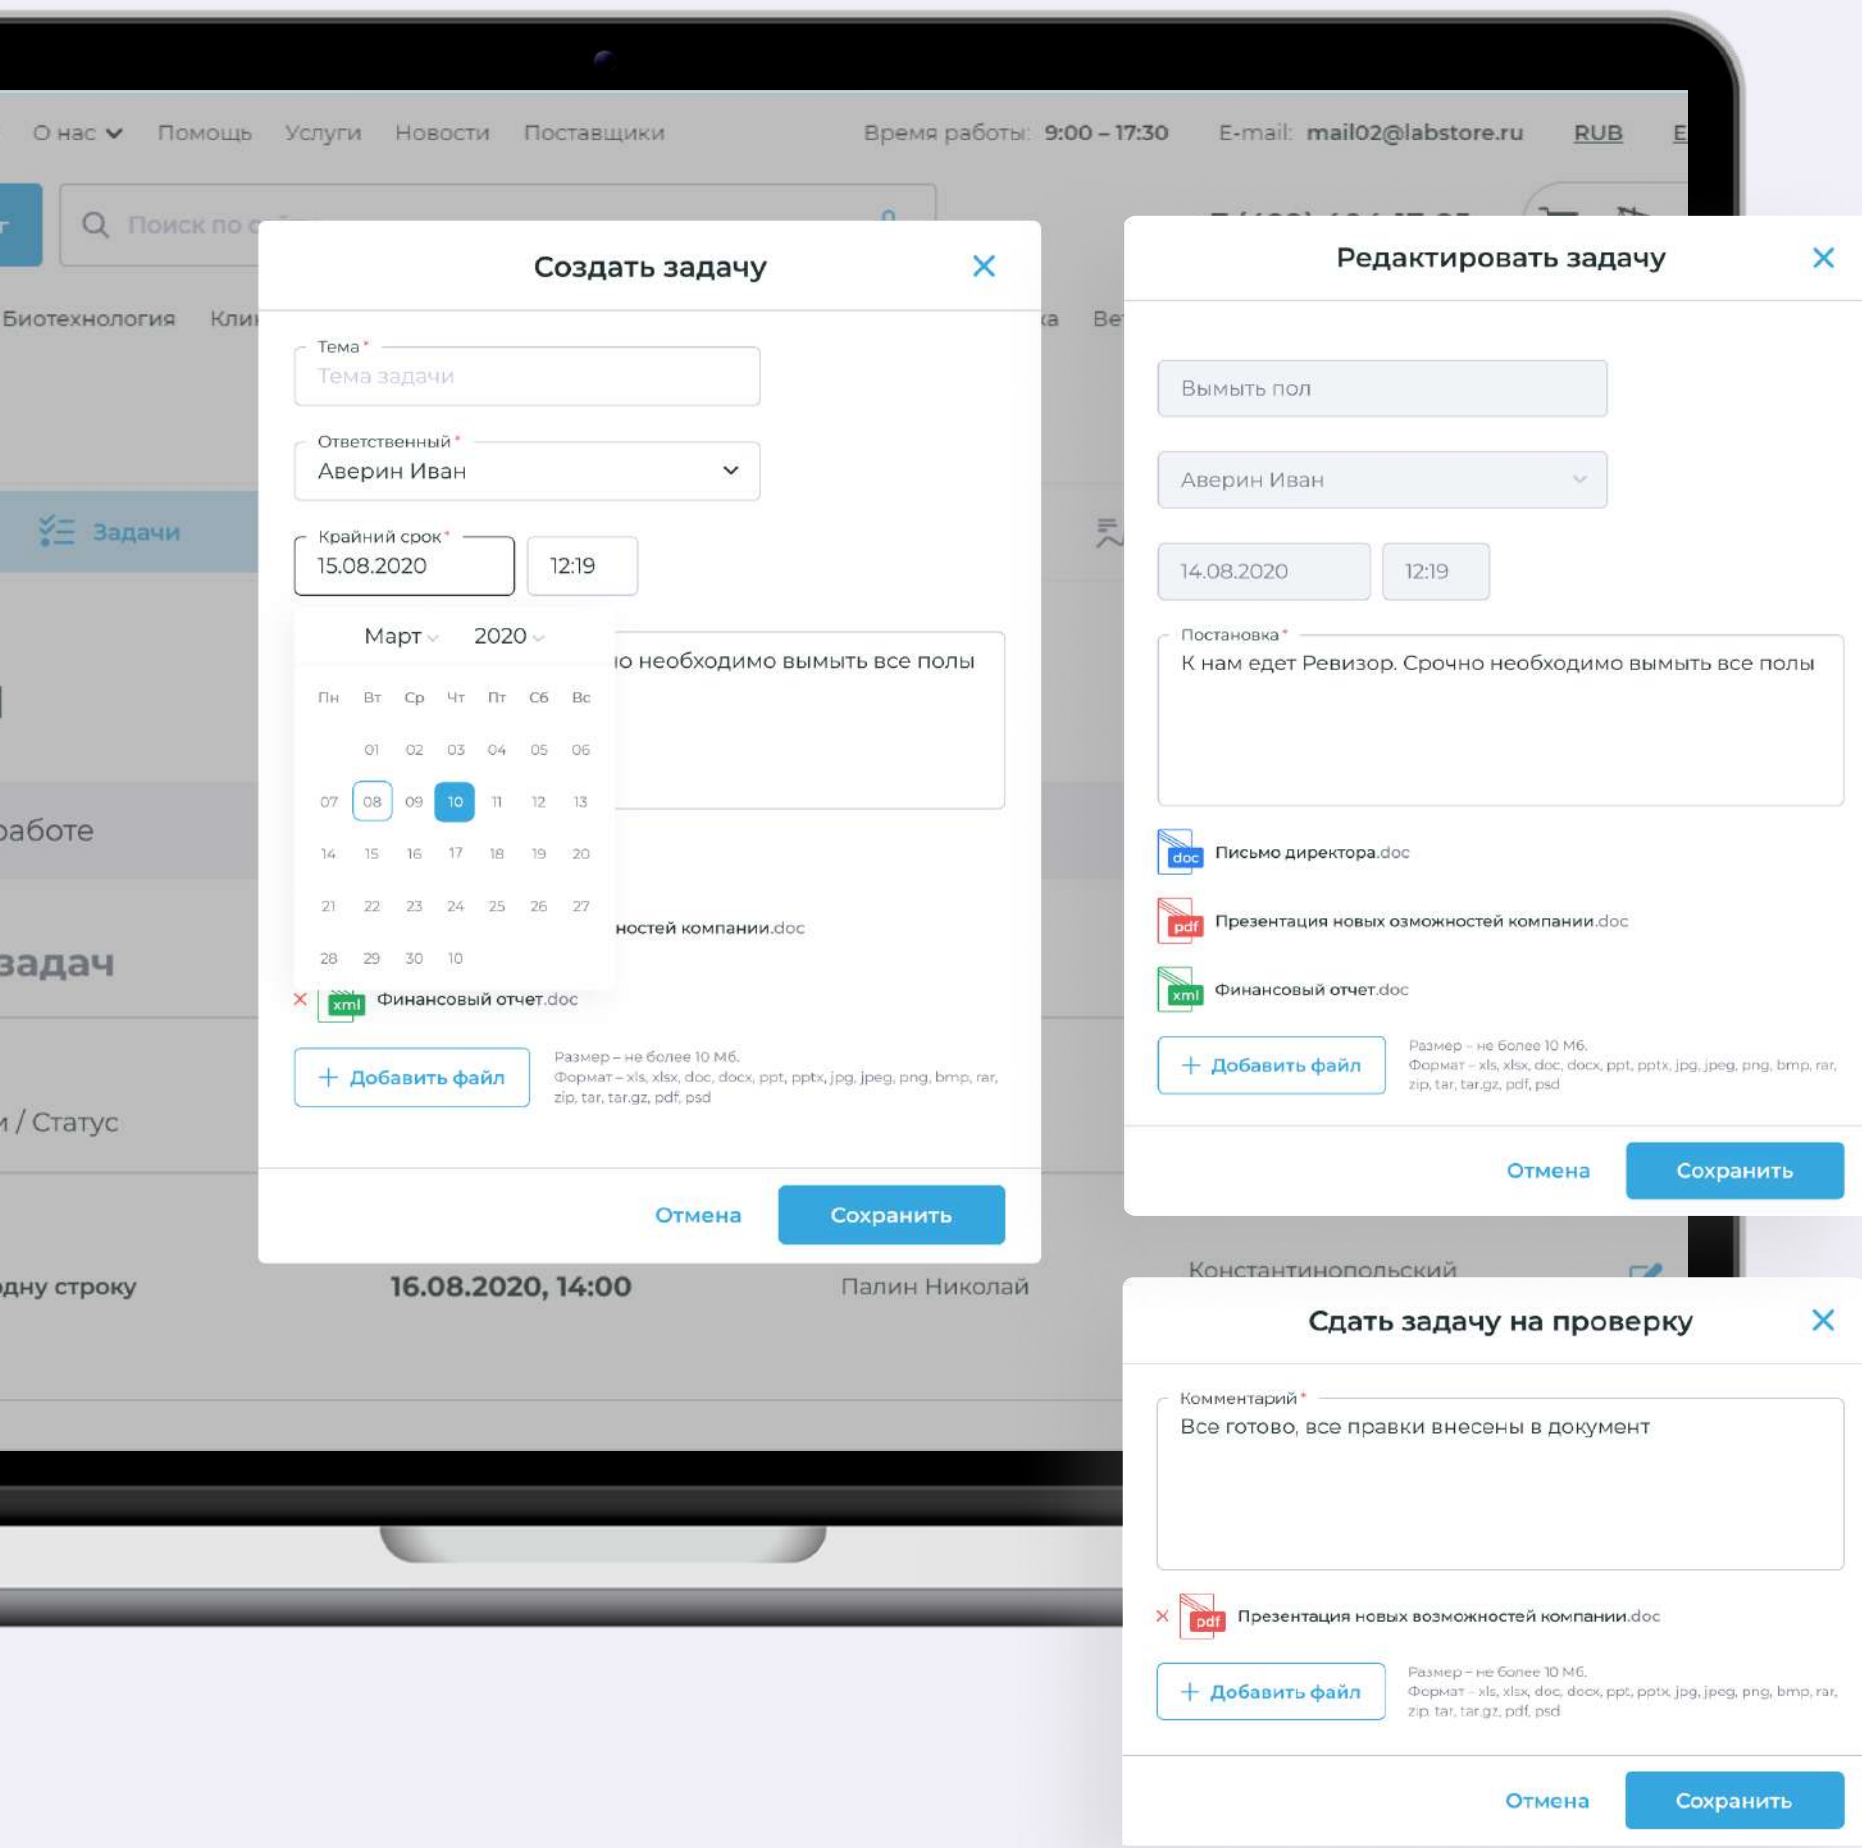 О нас Помощь Услуги Новости Поставщики Время работы: 9:00 – 17:30 E-mail: mail02@labstore.ru RUB
Поиск по
Биотехнология
Задачи
работе
задач
/ Статус
одну строку 16.08.2020, 14:00 Палин Николай Константинопольский
Создать задачу
Тема*
Тема задачи
Ответственный*
Аверин Иван
Крайний срок*
15.08.2020 12:19
Март 2020
необходимо вымыть все полы
Пн Вт Ср Чт Пт Сб Вс
01 02 03 04 05 06
07 08 09 10 11 12 13
14 15 16 17 18 19 20
21 22 23 24 25 26 27
ностей компании.doc
28 29 30 10
xml Финансовый отчет.doc
+ Добавить файл
Размер – не более 10 Мб.
Формат – xls, xlsx, doc, docx, ppt, pptx, jpg, jpeg, png, bmp, rar,
zip, tar, tar.gz, pdf, psd
Отмена Сохранить
Редактировать задачу
Вымыть пол
Аверин Иван
14.08.2020 12:19
Постановка*
К нам едет Ревизор. Срочно необходимо вымыть все полы
doc Письмо директора.doc
pdf Презентация новых озможностей компании.doc
xml Финансовый отчет.doc
+ Добавить файл
Размер – не более 10 Мб.
Формат – xls, xlsx, doc, docx, ppt, pptx, jpg, jpeg, png, bmp, rar,
zip, tar, tar.gz, pdf, psd
Отмена Сохранить
Сдать задачу на проверку
Комментарий*
Все готово, все правки внесены в документ
pdf Презентация новых возможностей компании.doc
+ Добавить файл
Размер – не более 10 Мб.
Формат – xls, xlsx, doc, docx, ppt, pptx, jpg, jpeg, png, bmp, rar,
zip, tar, tar.gz, pdf, psd
Отмена Сохранить